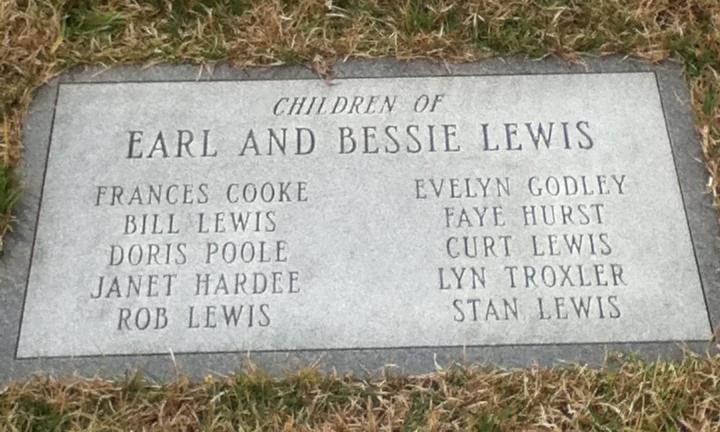 CHILDREN OF
EARL AND BESSIE LEWIS
FRANCES COOKE
BILL LEWIS
DORIS POOLE
JANET HARDEE
ROB LEWIS
EVELYN GODLEY
FAYE HURST
CURT LEWIS
LYN TROXLER
STAN LEWIS